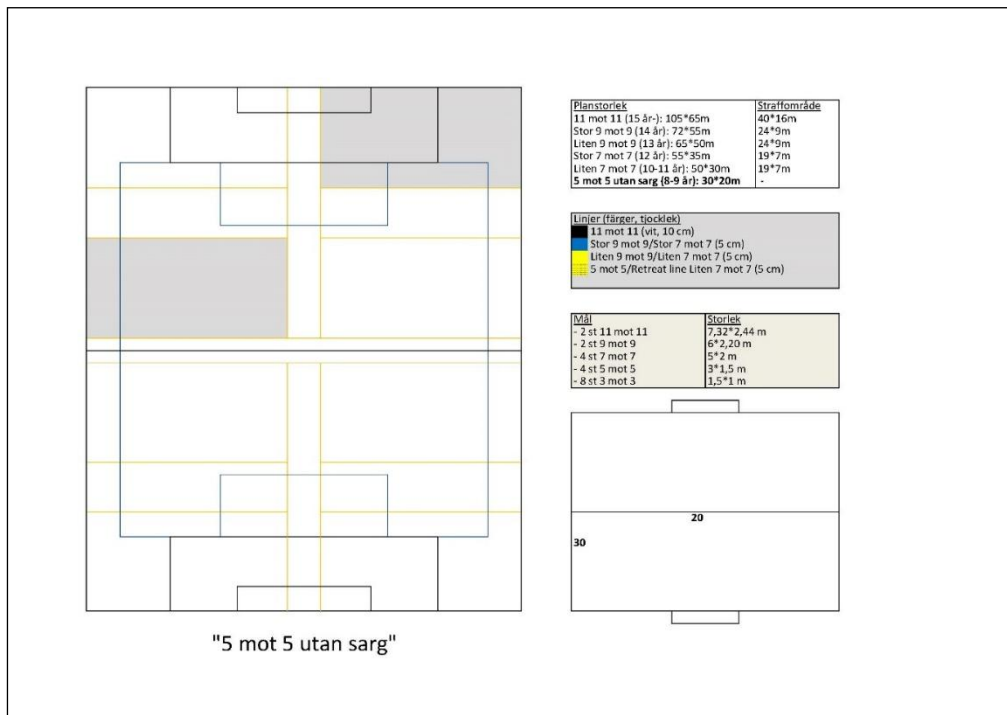 Planstorlek Straffområde
11 mot 11 (15 år-): 105*65m 40*16m
Stor 9 mot 9 (14 år): 72*55m 24*9m
Liten 9 mot 9 (13 år): 65*50m 24*9m
Stor 7 mot 7 (12 år): 55*35m 19*7m
Liten 7 mot 7 (10-11 år): 50*30m 19*7m
5 mot 5 utan sarg (8-9 år): 30*20m -
Linjer (färger, tjocklek)
11 mot 11 (vit, 10 cm)
Stor 9 mot 9/Stor 7 mot 7 (5 cm)
Liten 9 mot 9/Liten 7 mot 7 (5 cm)
5 mot 5/Retreat line Liten 7 mot 7 (5 cm)
Mål Storlek
- 2 st 11 mot 11 7,32*2,44 m
- 2 st 9 mot 9 6*2,20 m
- 4 st 7 mot 7 5*2 m
- 4 st 5 mot 5 3*1,5 m
- 8 st 3 mot 3 1,5*1 m
20
30
"5 mot 5 utan sarg"